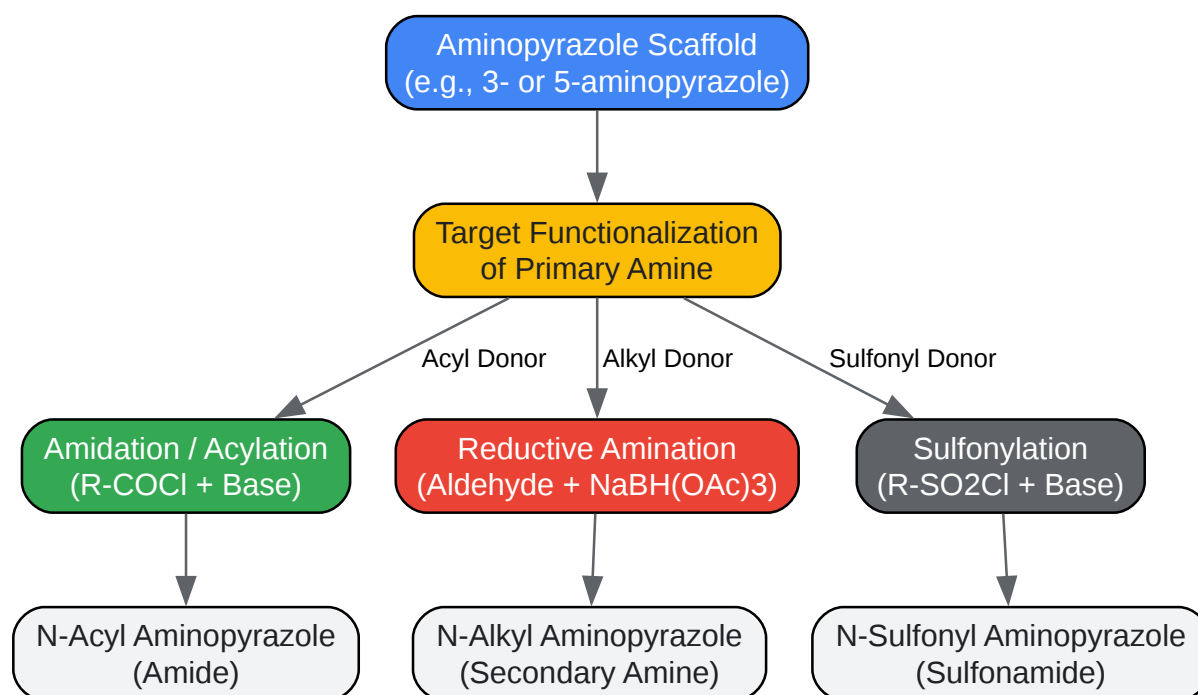 Aminopyrazole Scaffold
(e.g., 3- or 5-aminopyrazole)
Target Functionalization
of Primary Amine
Acyl Donor
Alkyl Donor
Sulfonyl Donor
Amidation / Acylation
(R-COCl + Base)
Reductive Amination
(Aldehyde + NaBH(OAc)3)
Sulfonylation
(R-SO2Cl + Base)
N-Acyl Aminopyrazole
(Amide)
N-Alkyl Aminopyrazole
(Secondary Amine)
N-Sulfonyl Aminopyrazole
(Sulfonamide)